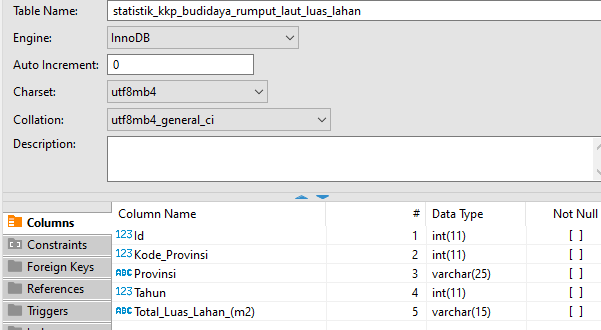 Table Name: statistik_kkp_budidaya_rumput_laut_luas_lahan
Engine: InnoDB
Auto Increment: 0
Charset: utf8mb4
Collation: utf8mb4_general_ci
Description:
Columns
Constraints
Foreign Keys
References
Triggers
Column Name # Data Type Not Null
123 Id 1 int(11) [ ]
123 Kode_Provinsi 2 int(11) [ ]
ABC Provinsi 3 varchar(25) [ ]
123 Tahun 4 int(11) [ ]
ABC Total_Luas_Lahan_(m2) 5 varchar(15) [ ]